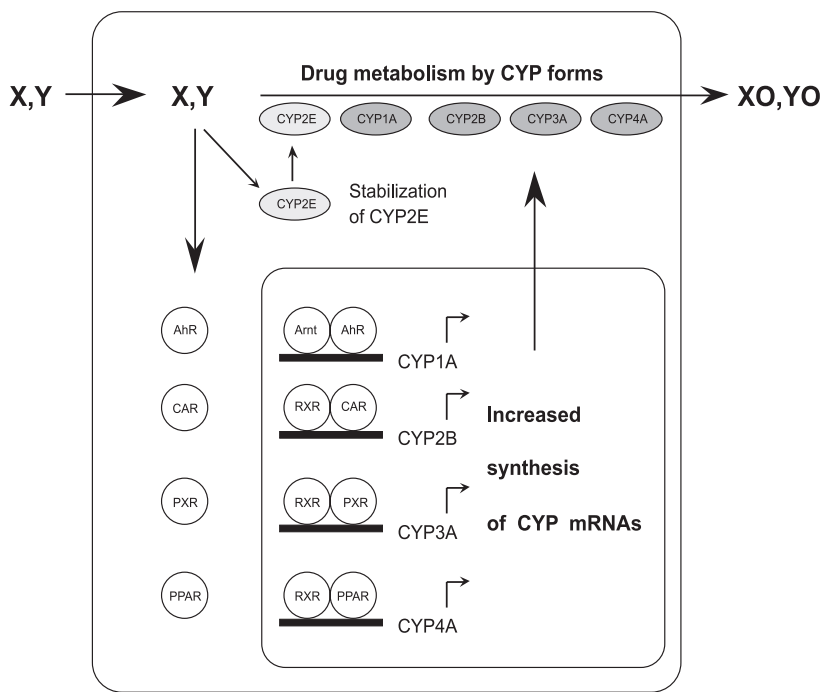 Drug metabolism by CYP forms
X,Y
X,Y
XO,YO
CYP2E
CYP1A
CYP2B
CYP3A
CYP4A
CYP2E
Stabilization
of CYP2E
AhR
Arnt
AhR
CYP1A
CAR
RXR
CAR
CYP2B
Increased
synthesis
of CYP mRNAs
PXR
RXR
PXR
CYP3A
PPAR
RXR
PPAR
CYP4A